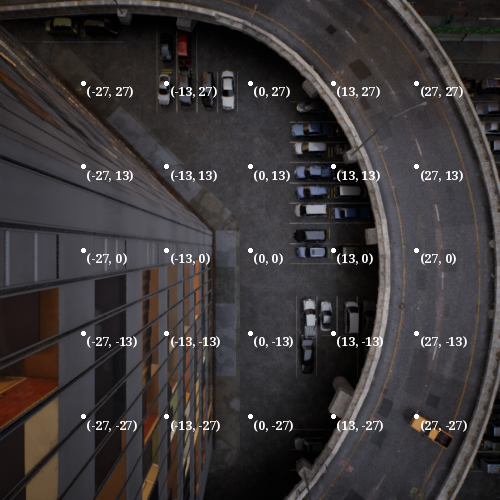 (-27, 27) (-13, 27) (0, 27) (13, 27) (27, 27)
(-27, 13) (-13, 13) (0, 13) (13, 13) (27, 13)
(-27, 0) (-13, 0) (0, 0) (13, 0) (27, 0)
(-27, -13) (-13, -13) (0, -13) (13, -13) (27, -13)
(-27, -27) (-13, -27) (0, -27) (13, -27) (27, -27)